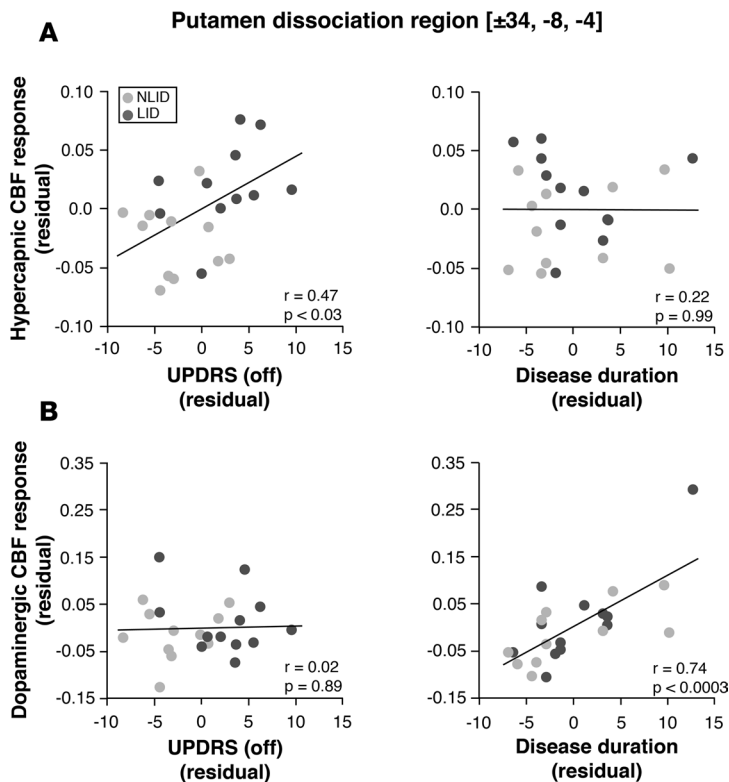 Putamen dissociation region [±34, -8, -4]
A
Hypercapnic CBF response
(residual)
NLID
LID
0.10
0.05
0.0
-0.05
-0.10
r = 0.47
p < 0.03
-10 -5 0 5 10 15
UPDRS (off)
(residual)
0.10
0.05
0.0
-0.05
-0.10
r = 0.22
p = 0.99
-10 -5 0 5 10 15
Disease duration
(residual)
B
Dopaminergic CBF response
(residual)
0.35
0.25
0.15
0.05
-0.05
-0.15
r = 0.02
p = 0.89
-10 -5 0 5 10 15
UPDRS (off)
(residual)
0.35
0.25
0.15
0.05
-0.05
-0.15
r = 0.74
p < 0.0003
-10 -5 0 5 10 15
Disease duration
(residual)